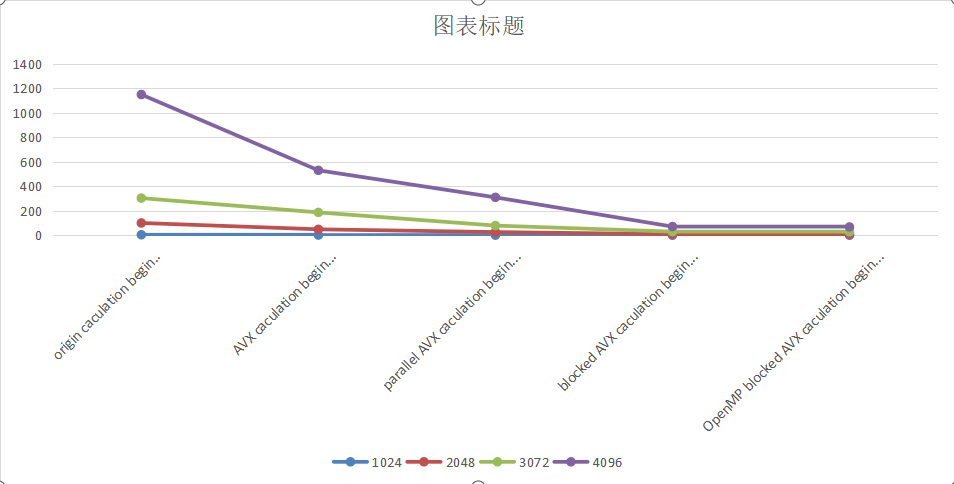 图表标题
1400
1200
1000
800
600
400
200
0
origin caculation begin...
AVX caculation begin...
parallel AVX caculation begin...
blocked AVX caculation begin...
OpenMP blocked AVX caculation begin...
1024 2048 3072 4096